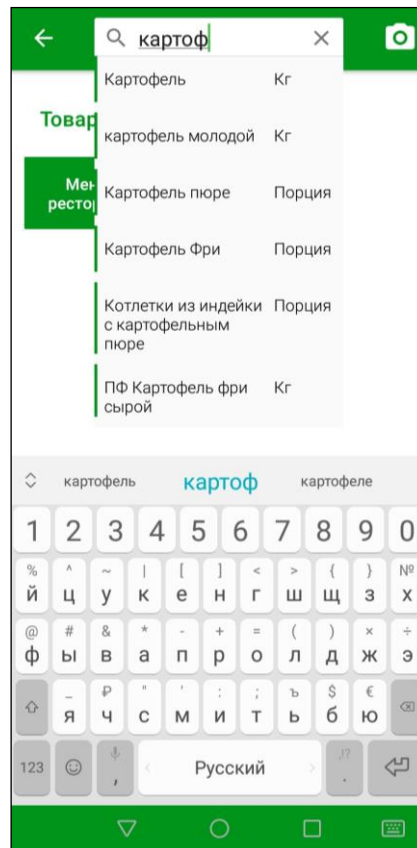 картоф
Картофель Кг
Товар
картофель молодой Кг
Мен
рестор
Картофель пюре Порция
Картофель Фри Порция
Котлетки из индейки Порция
с картофельным
пюре
ПФ Картофель фри Кг
сырой
картофель картоф картофеле
1 2 3 4 5 6 7 8 9 0
% ^ ~ | [ ] < > { } №
й ц у к е н г ш щ з х
@ # & * - + = ( ) × ÷
ф ы в а п р о л д ж э
_ ₽ " ' : ; ъ $ €
я ч с м и т ь б ю
123 , Русский ,!? .